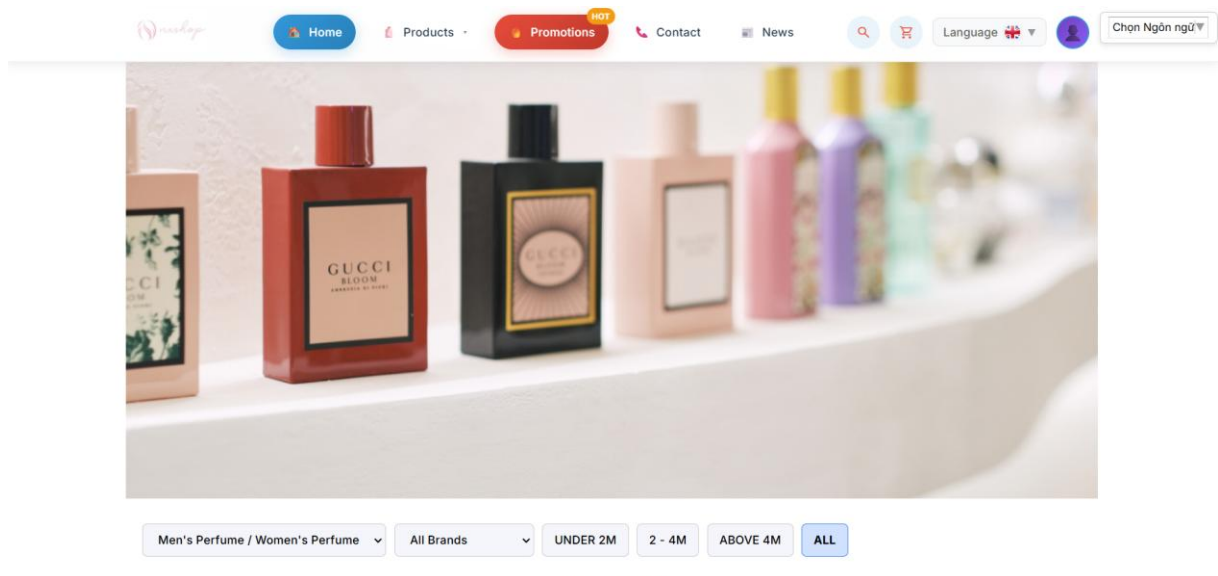 Home
Products
HOT
Promotions
Contact
News
Language
Chọn Ngôn ngữ
GUCCI
BLOOM
GUCCI
Men's Perfume / Women's Perfume
All Brands
UNDER 2M
2 - 4M
ABOVE 4M
ALL